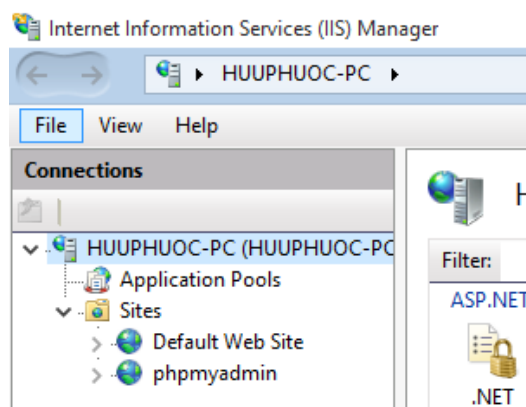 Internet Information Services (IIS) Manager
HUUPHUOC-PC
File View Help
Connections
HUUPHUOC-PC (HUUPHUOC-PC
Application Pools
Sites
Default Web Site
phpmyadmin
H
Filter:
ASP.NET
.NET